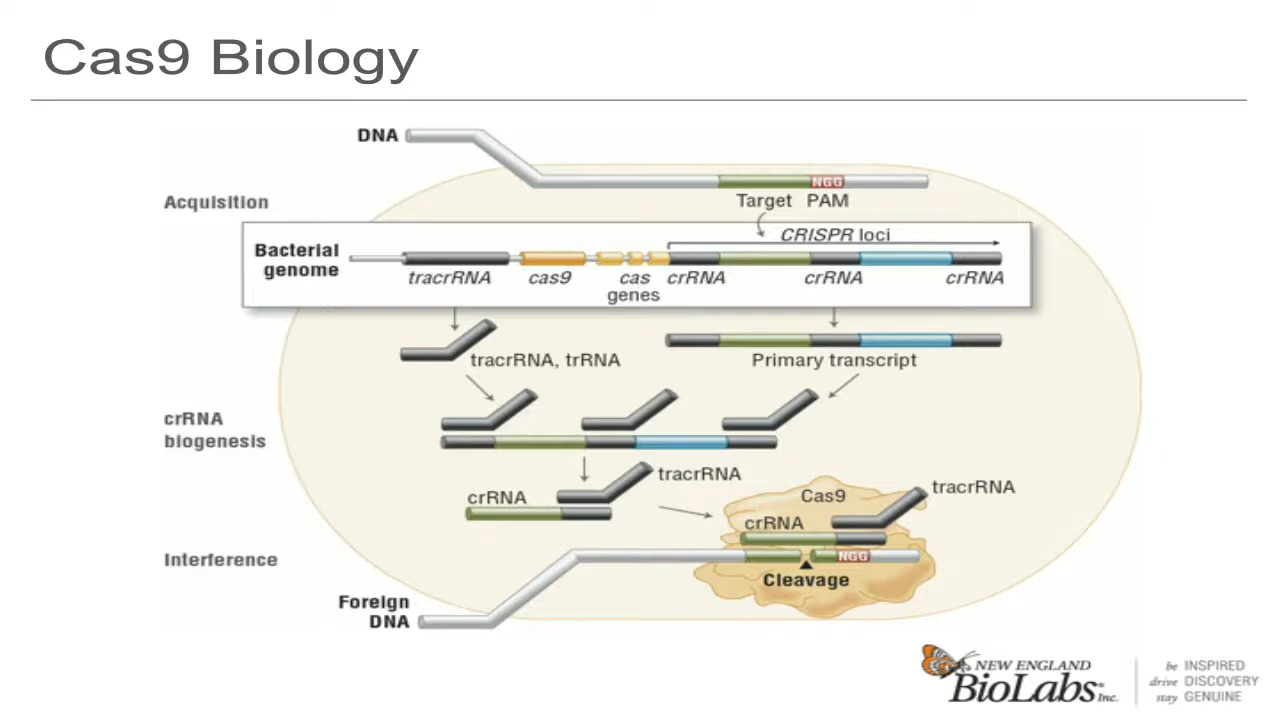 Cas9 Biology
DNA
NGG
Acquisition
Target PAM
CRISPR loci
Bacterial
genome
tracrRNA cas9 cas crRNA crRNA crRNA
genes
tracrRNA, trRNA
Primary transcript
crRNA
biogenesis
tracrRNA
crRNA
Cas9
tracrRNA
crRNA
Interference
NGG
Cleavage
Foreign
DNA
NEW ENGLAND
BioLabs Inc.
be INSPIRED
drive DISCOVERY
stay GENUINE